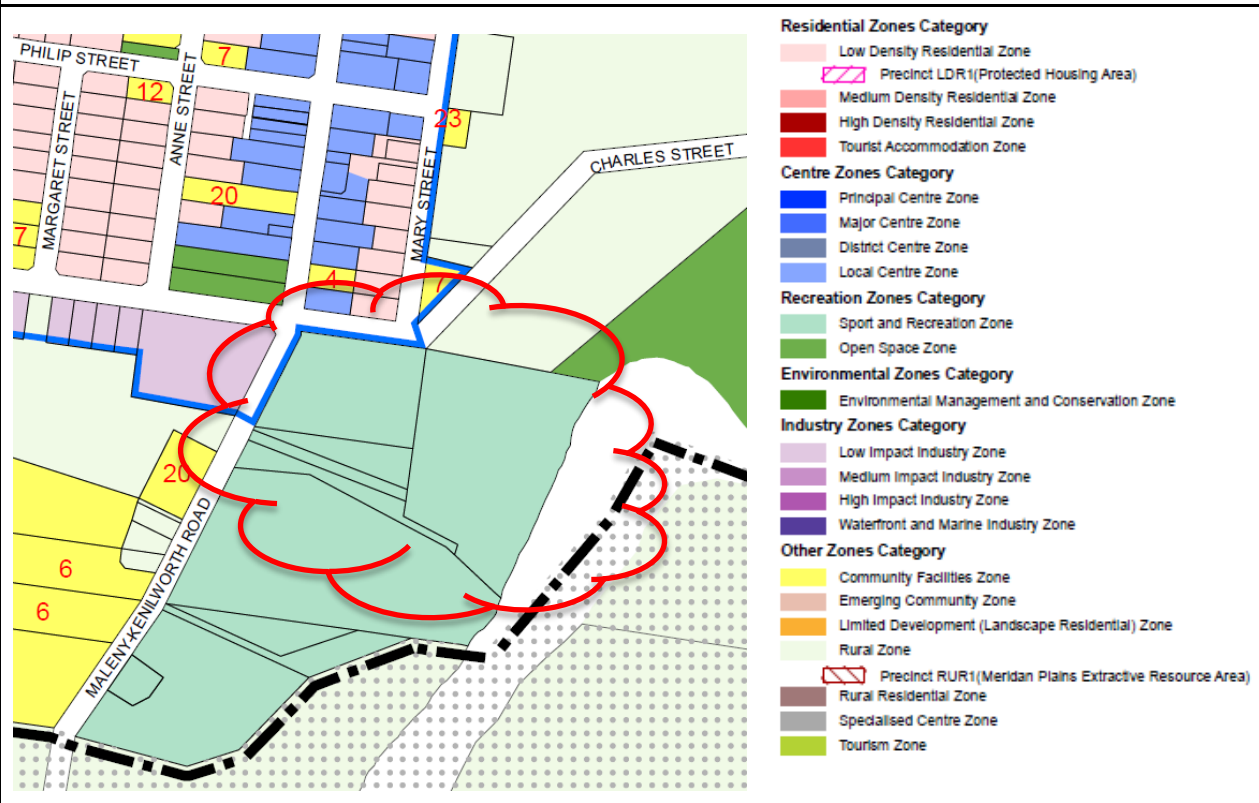 PHILIP STREET
MARGARET STREET
ANNE STREET
MARY STREET
CHARLES STREET
MALENY-KENILWORTH ROAD
7
12
23
20
7
4
7
20
6
6
Residential Zones Category
Low Density Residential Zone
Precinct LDR1(Protected Housing Area)
Medium Density Residential Zone
High Density Residential Zone
Tourist Accommodation Zone
Centre Zones Category
Principal Centre Zone
Major Centre Zone
District Centre Zone
Local Centre Zone
Recreation Zones Category
Sport and Recreation Zone
Open Space Zone
Environmental Zones Category
Environmental Management and Conservation Zone
Industry Zones Category
Low Impact Industry Zone
Medium Impact Industry Zone
High Impact Industry Zone
Waterfront and Marine Industry Zone
Other Zones Category
Community Facilities Zone
Emerging Community Zone
Limited Development (Landscape Residential) Zone
Rural Zone
Precinct RUR1(Meridan Plains Extractive Resource Area)
Rural Residential Zone
Specialised Centre Zone
Tourism Zone